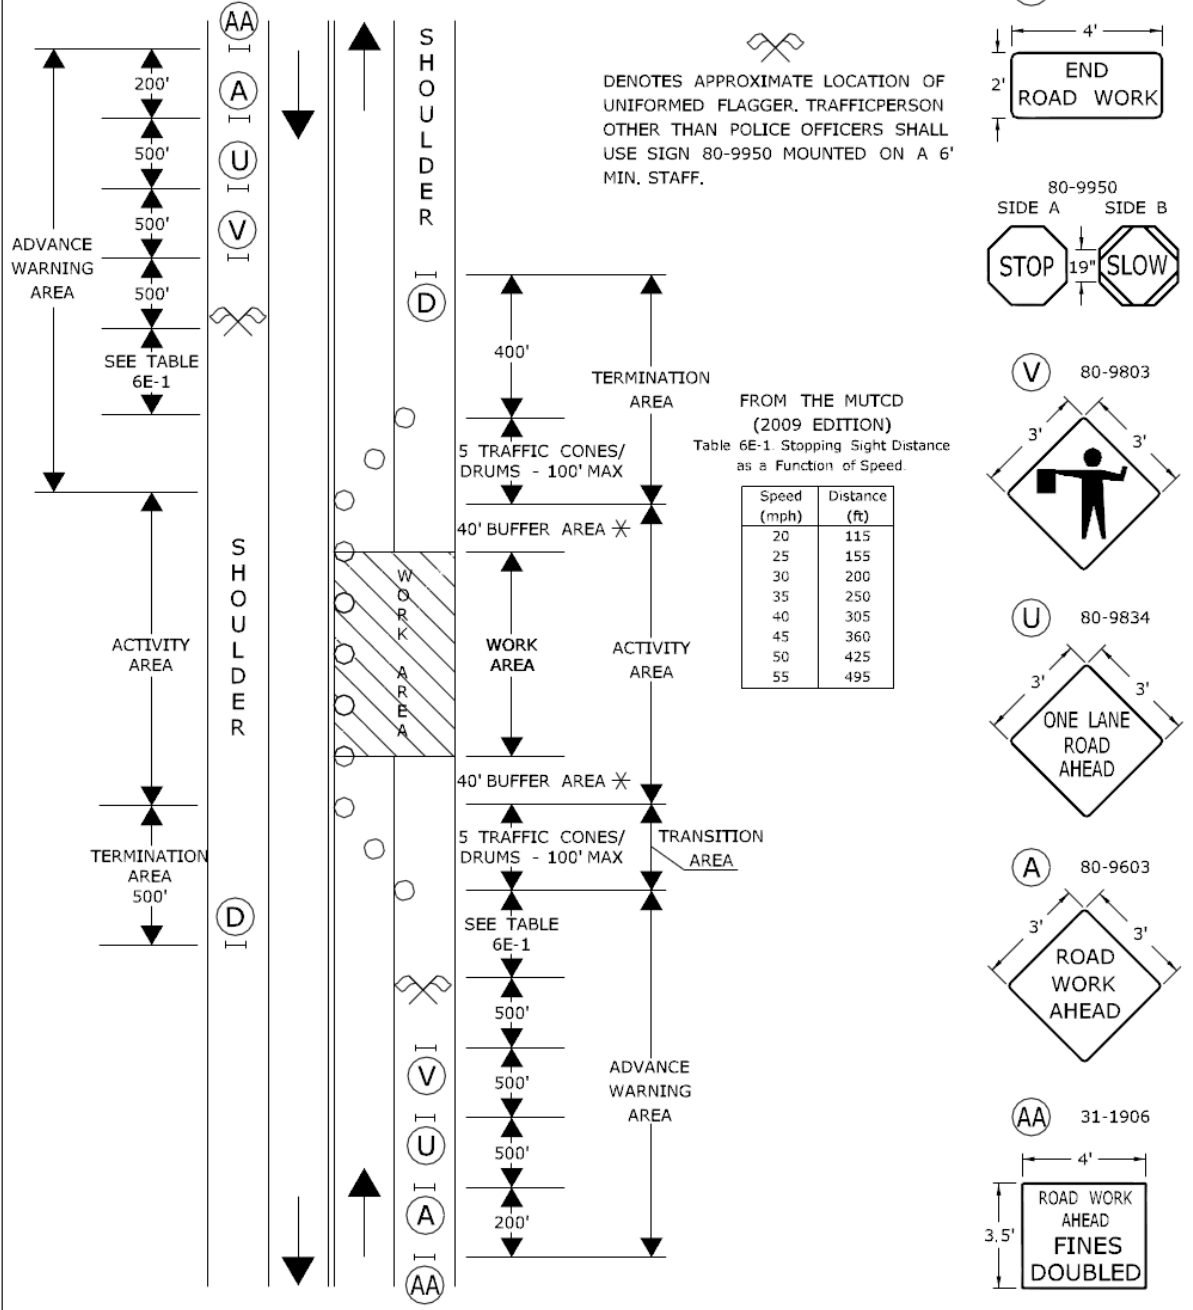 AA
A
U
V
200'
500'
500'
500'
ADVANCE
WARNING
AREA
SEE TABLE
6E-1
ACTIVITY
AREA
TERMINATION
AREA
500'
SHOULDER
D
SHOULDER
D
400'
TERMINATION
AREA
5 TRAFFIC CONES/
DRUMS - 100' MAX
40' BUFFER AREA *
WORK AREA
WORK
AREA
ACTIVITY
AREA
40' BUFFER AREA *
5 TRAFFIC CONES/
DRUMS - 100' MAX
TRANSITION
AREA
SEE TABLE
6E-1
500'
500'
500'
200'
ADVANCE
WARNING
AREA
V
U
A
AA
DENOTES APPROXIMATE LOCATION OF
UNIFORMED FLAGGER. TRAFFICPERSON
OTHER THAN POLICE OFFICERS SHALL
USE SIGN 80-9950 MOUNTED ON A 6'
MIN. STAFF.
FROM THE MUTCD
(2009 EDITION)
Table 6E-1. Stopping Sight Distance
as a Function of Speed.
Speed Distance
(mph) (ft)
20 115
25 155
30 200
35 250
40 305
45 360
50 425
55 495
4'
2'
END
ROAD WORK
80-9950
SIDE A SIDE B
STOP 19" SLOW
V 80-9803
3' 3'
U 80-9834
3' 3'
ONE LANE
ROAD
AHEAD
A 80-9603
3' 3'
ROAD
WORK
AHEAD
AA 31-1906
4'
3.5'
ROAD WORK
AHEAD
FINES
DOUBLED